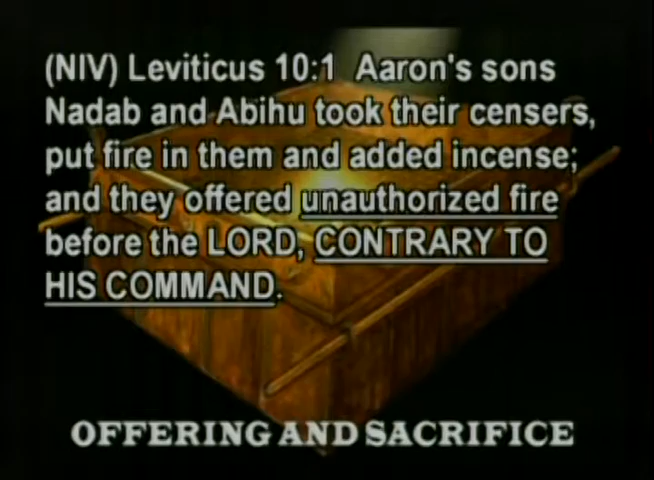 (NIV) Leviticus 10:1 Aaron's sons
Nadab and Abihu took their censers,
put fire in them and added incense;
and they offered unauthorized fire
before the LORD, CONTRARY TO
HIS COMMAND.
OFFERING AND SACRIFICE